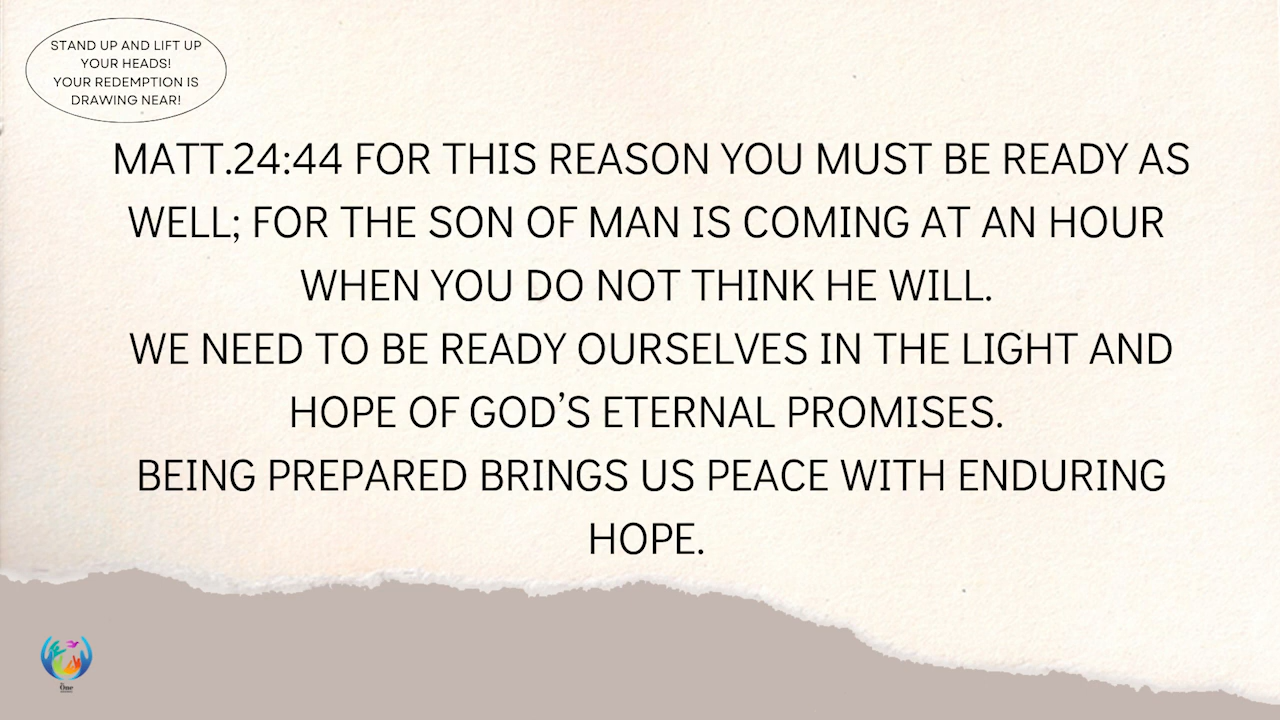 STAND UP AND LIFT UP
YOUR HEADS!
YOUR REDEMPTION IS
DRAWING NEAR!
MATT.24:44 FOR THIS REASON YOU MUST BE READY AS
WELL; FOR THE SON OF MAN IS COMING AT AN HOUR
WHEN YOU DO NOT THINK HE WILL.
WE NEED TO BE READY OURSELVES IN THE LIGHT AND
HOPE OF GOD’S ETERNAL PROMISES.
BEING PREPARED BRINGS US PEACE WITH ENDURING
HOPE.
One